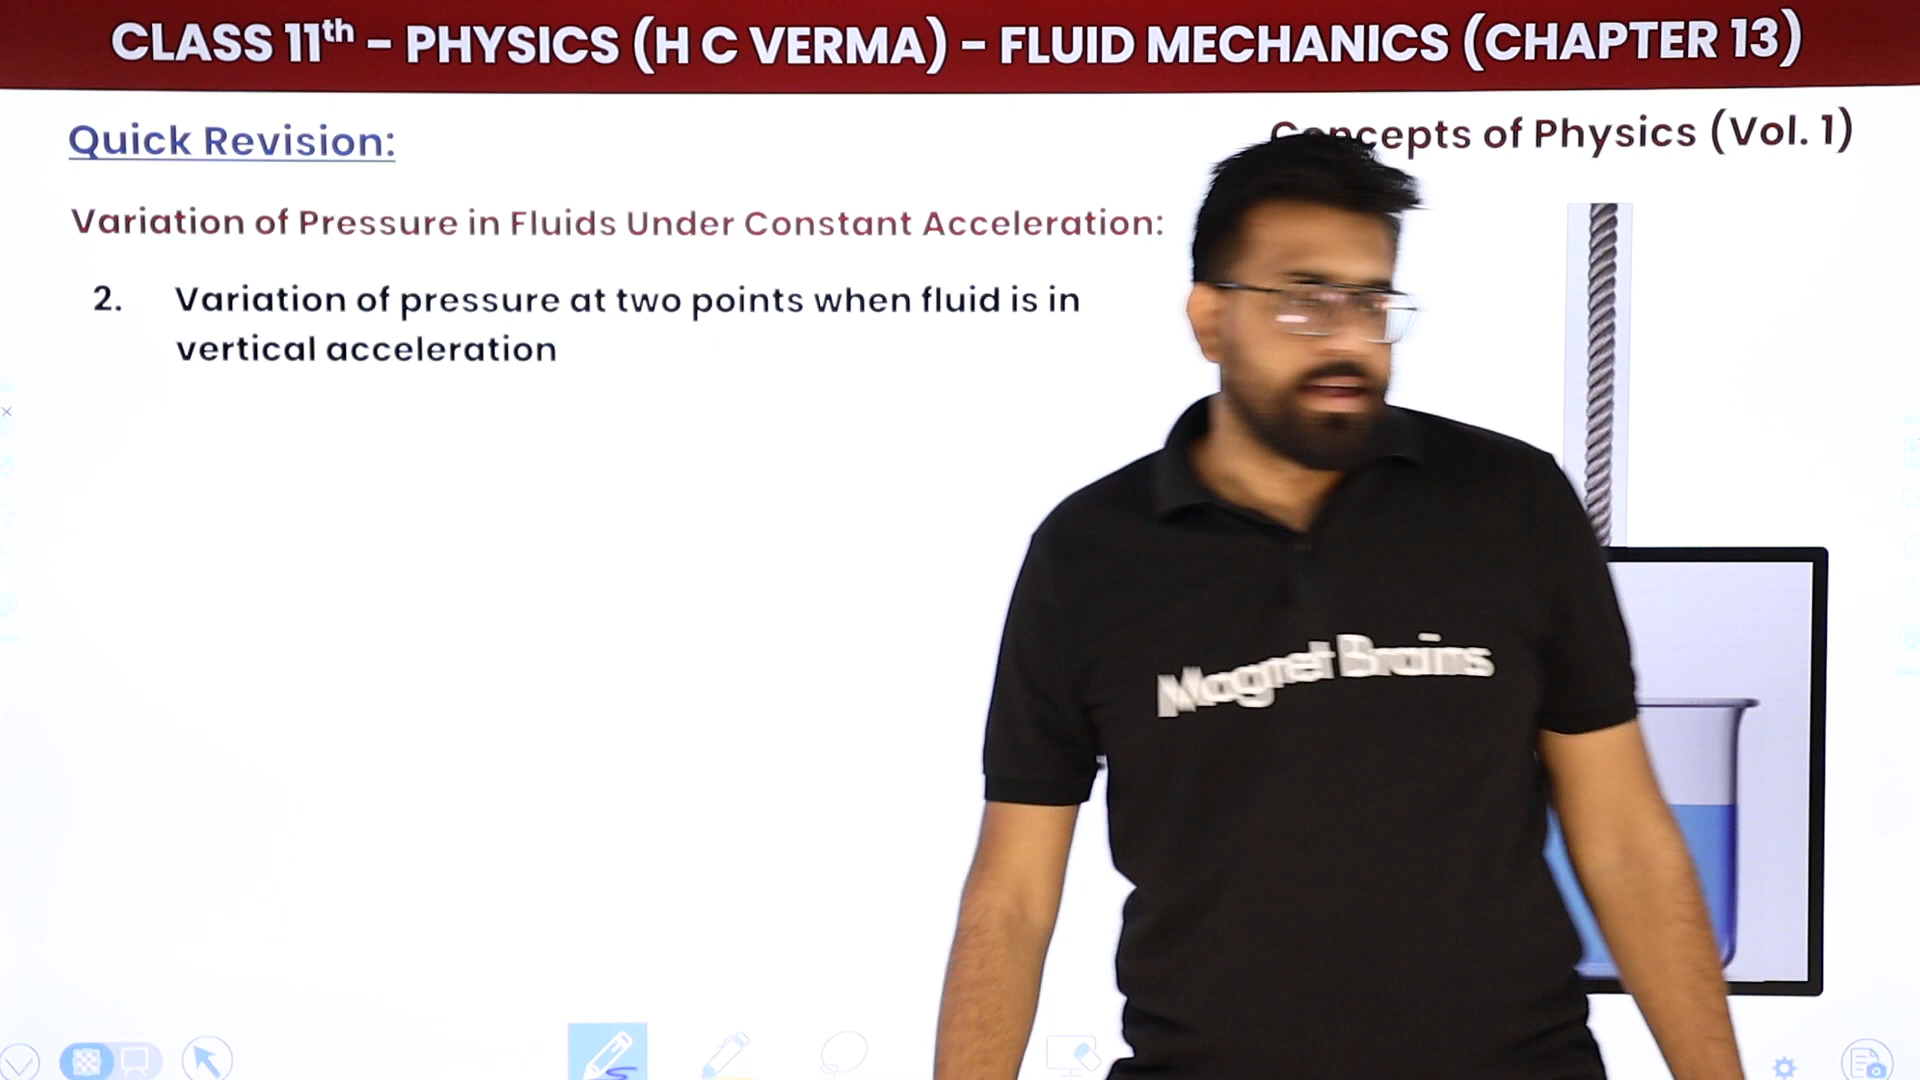 CLASS 11th - PHYSICS (H C VERMA) - FLUID MECHANICS (CHAPTER 13)
Quick Revision:
Concepts of Physics (Vol. 1)
Variation of Pressure in Fluids Under Constant Acceleration:
2. Variation of pressure at two points when fluid is in
vertical acceleration
Magnet Brains